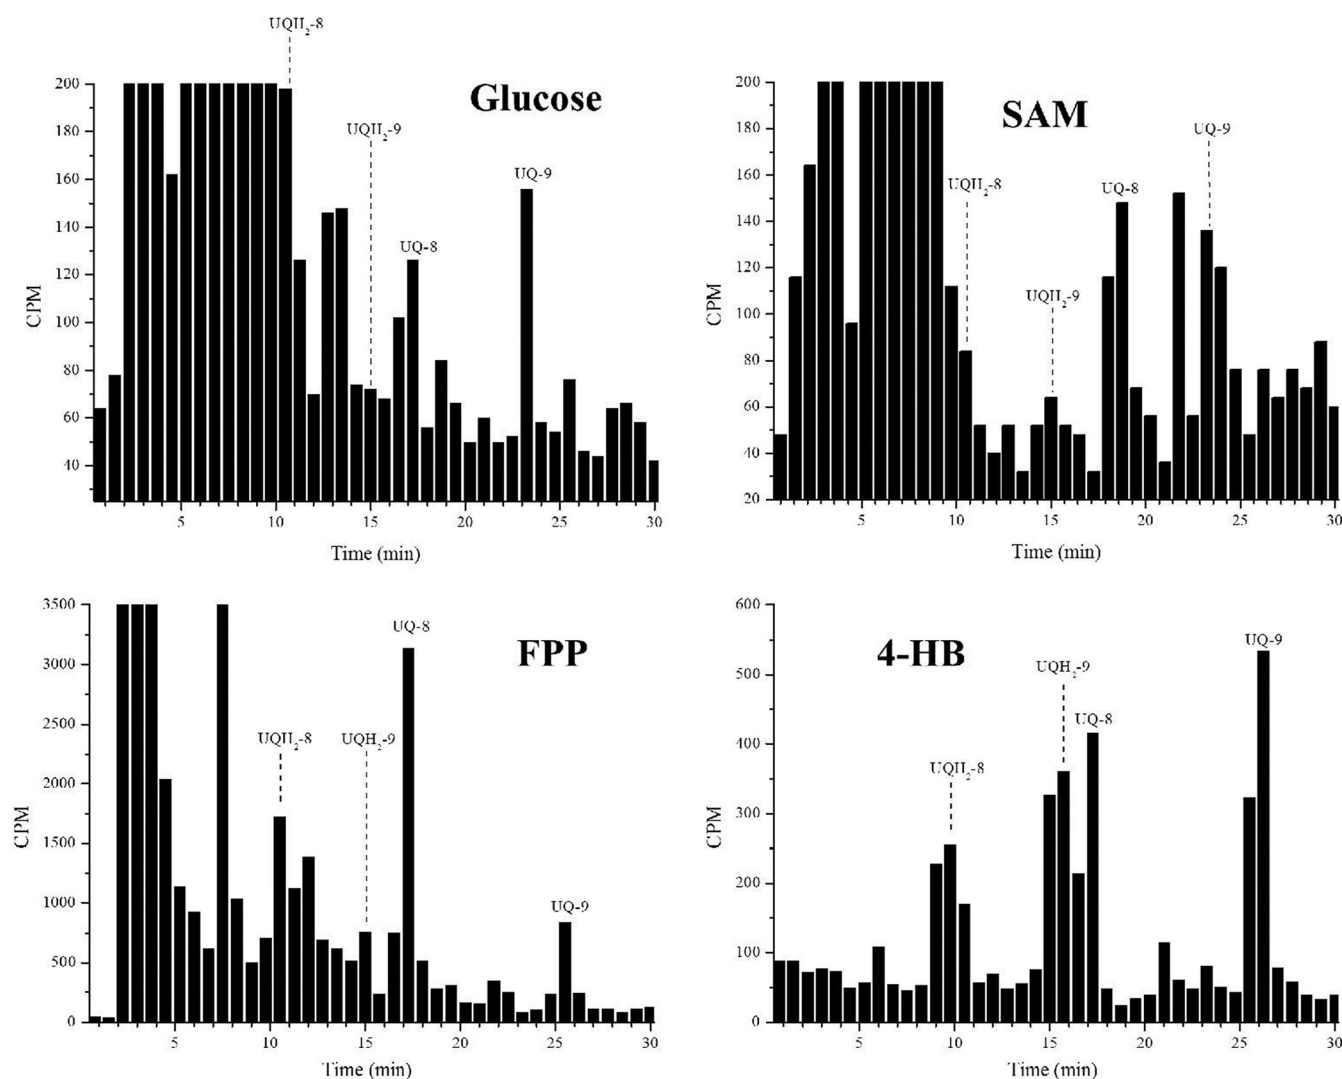 UQH₂-8
200
Glucose
180
160
140
120
100
80
60
40
UQH₂-9
UQ-9
UQ-8
CPM
5
10
15
20
25
30
Time (min)
200
SAM
180
160
140
120
100
80
60
40
20
UQ-9
UQH₂-8
UQ-8
UQH₂-9
CPM
5
10
15
20
25
30
Time (min)
3500
FPP
3000
2500
2000
1500
1000
500
0
UQ-8
UQH₂-8
UQH₂-9
UQ-9
CPM
5
10
15
20
25
30
Time (min)
600
4-HB
500
400
300
200
100
0
UQ-9
UQH₂-9
UQ-8
UQH₂-8
CPM
5
10
15
20
25
30
Time (min)